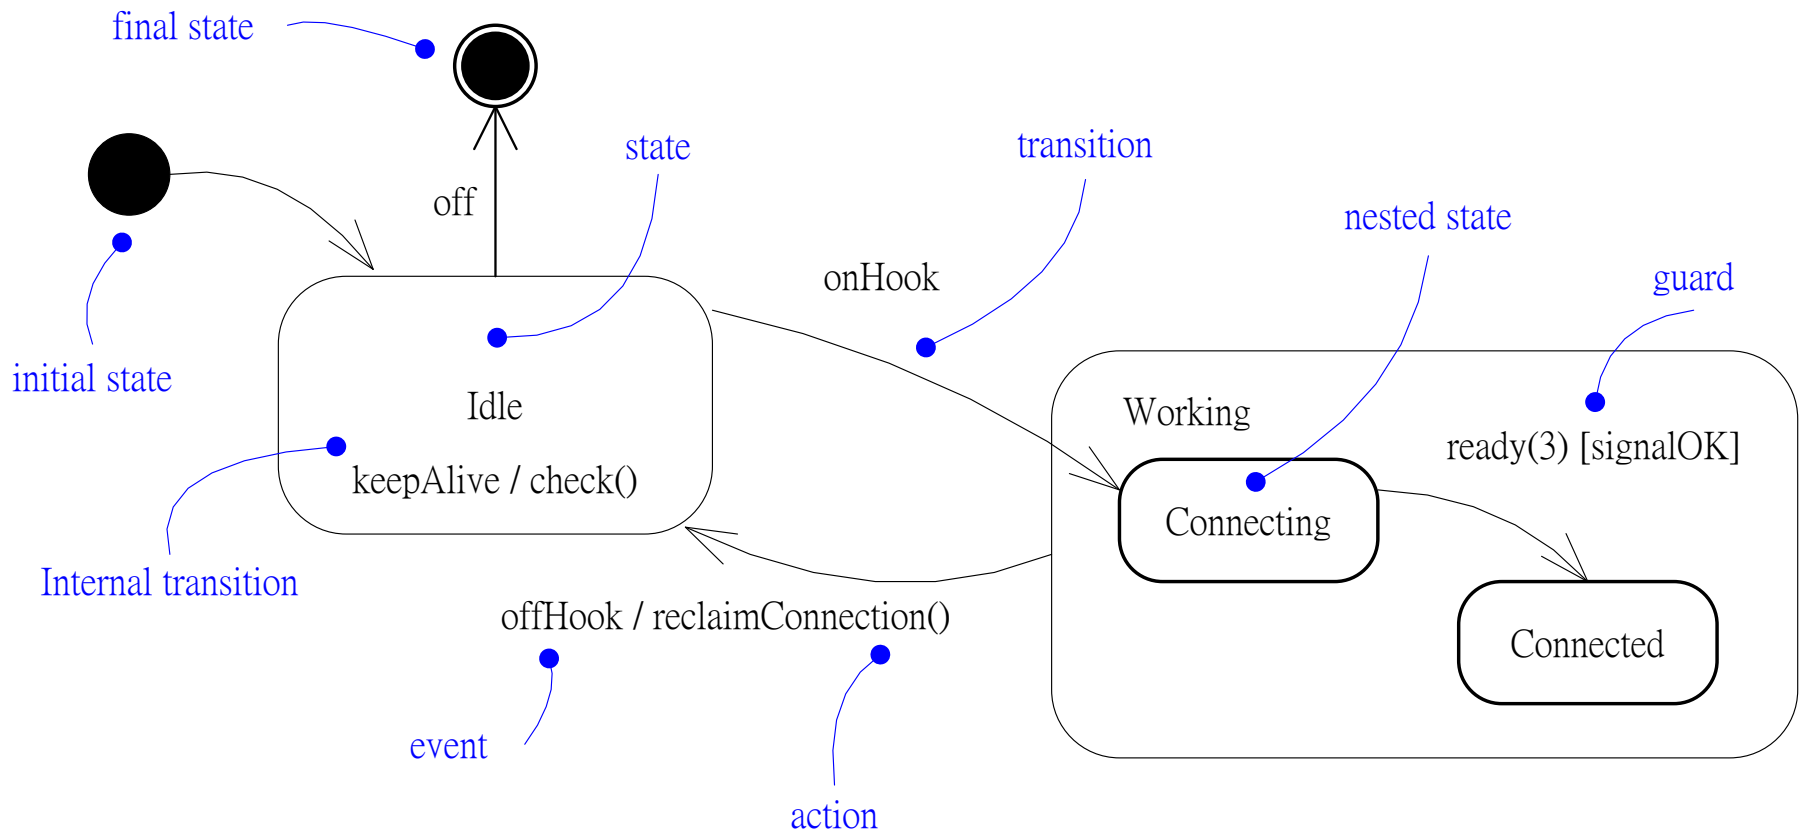 final state
state
transition
off
nested state
onHook
guard
initial state
Idle
Working
keepAlive / check()
ready(3) [signalOK]
Connecting
Internal transition
offHook / reclaimConnection()
Connected
event
action